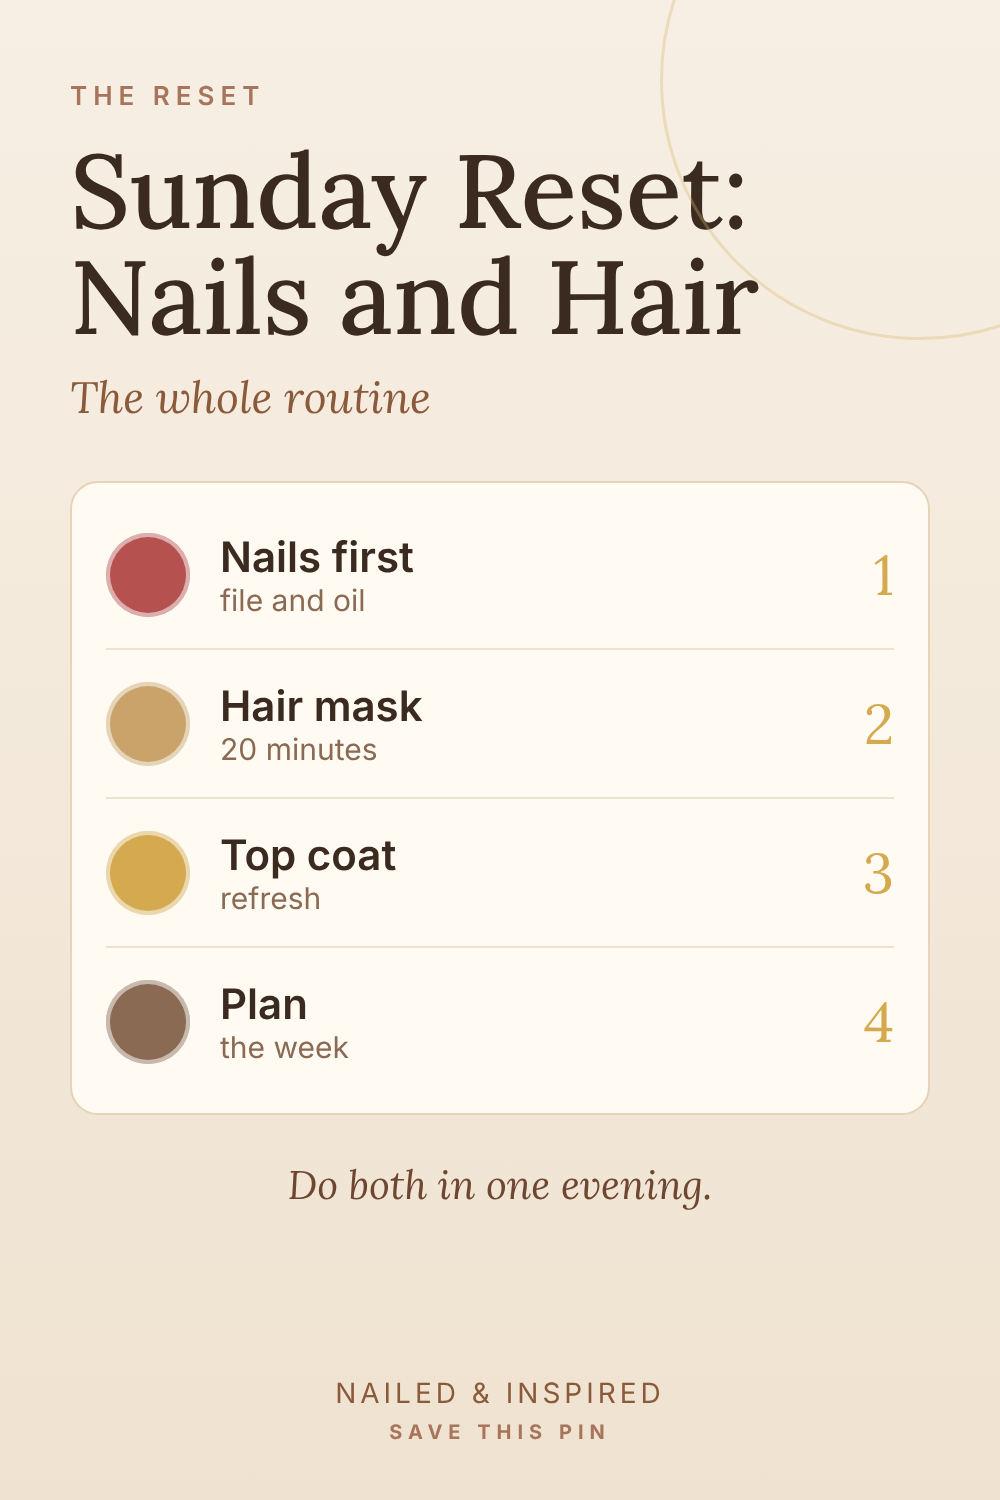 THE RESET
Sunday Reset:
Nails and Hair
The whole routine
Nails first
file and oil
1
Hair mask
20 minutes
2
Top coat
refresh
3
Plan
the week
4
Do both in one evening.
NAILED & INSPIRED
SAVE THIS PIN